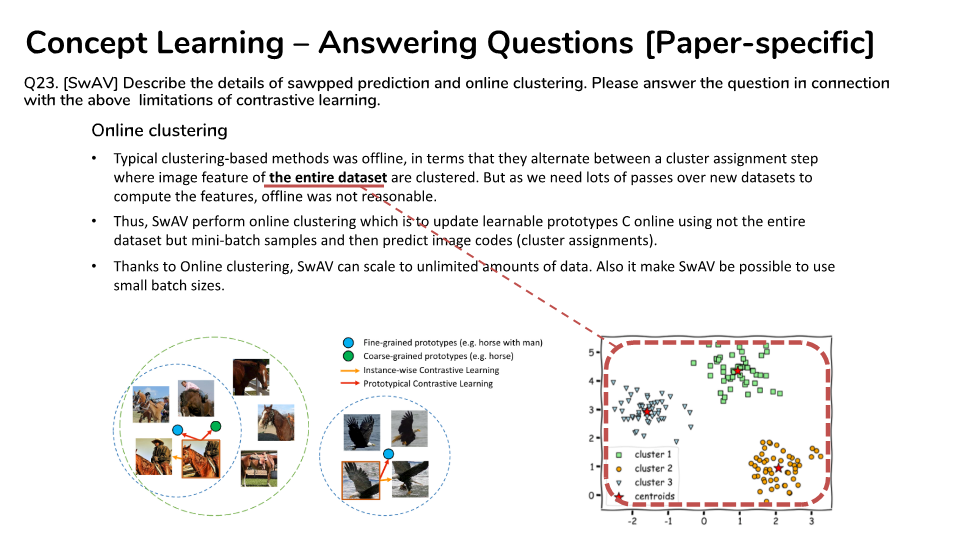 Concept Learning – Answering Questions [Paper-specific]
Q23. [SwAV] Describe the details of sawpped prediction and online clustering. Please answer the question in connection
with the above limitations of contrastive learning.
Online clustering
• Typical clustering-based methods was offline, in terms that they alternate between a cluster assignment step
where image feature of the entire dataset are clustered. But as we need lots of passes over new datasets to
compute the features, offline was not reasonable.
• Thus, SwAV perform online clustering which is to update learnable prototypes C online using not the entire
dataset but mini-batch samples and then predict image codes (cluster assignments).
• Thanks to Online clustering, SwAV can scale to unlimited amounts of data. Also it make SwAV be possible to use
small batch sizes.
Fine-grained prototypes (e.g. horse with man)
Coarse-grained prototypes (e.g. horse)
Instance-wise Contrastive Learning
Prototypical Contrastive Learning
5
4
3
2
1
0
cluster 1
cluster 2
cluster 3
centroids
-2 -1 0 1 2 3